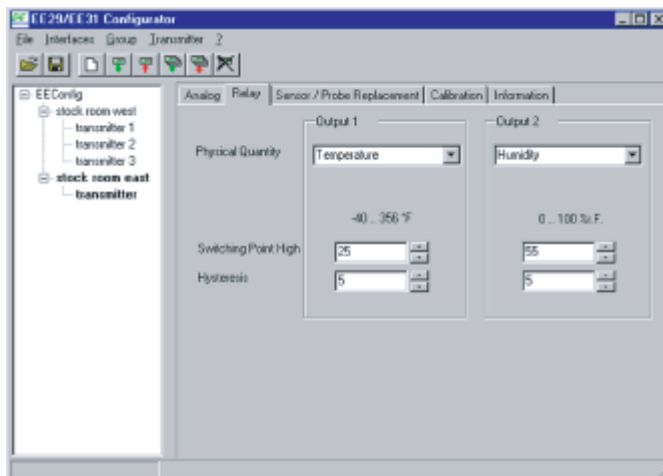 EE29/EE31 Configurator
File Interfaces Group Transmitter ?
EEConfig
stock room west
transmitter 1
transmitter 2
transmitter 3
stock room east
transmitter
Analog Relay Sensor / Probe Replacement Calibration Information
Output 1 Output 2
Physical Quantity Temperature Humidity
-40 .. 356 °F 0 .. 100 %r.F.
Switching Point High 25 55
Hysteresis 5 5